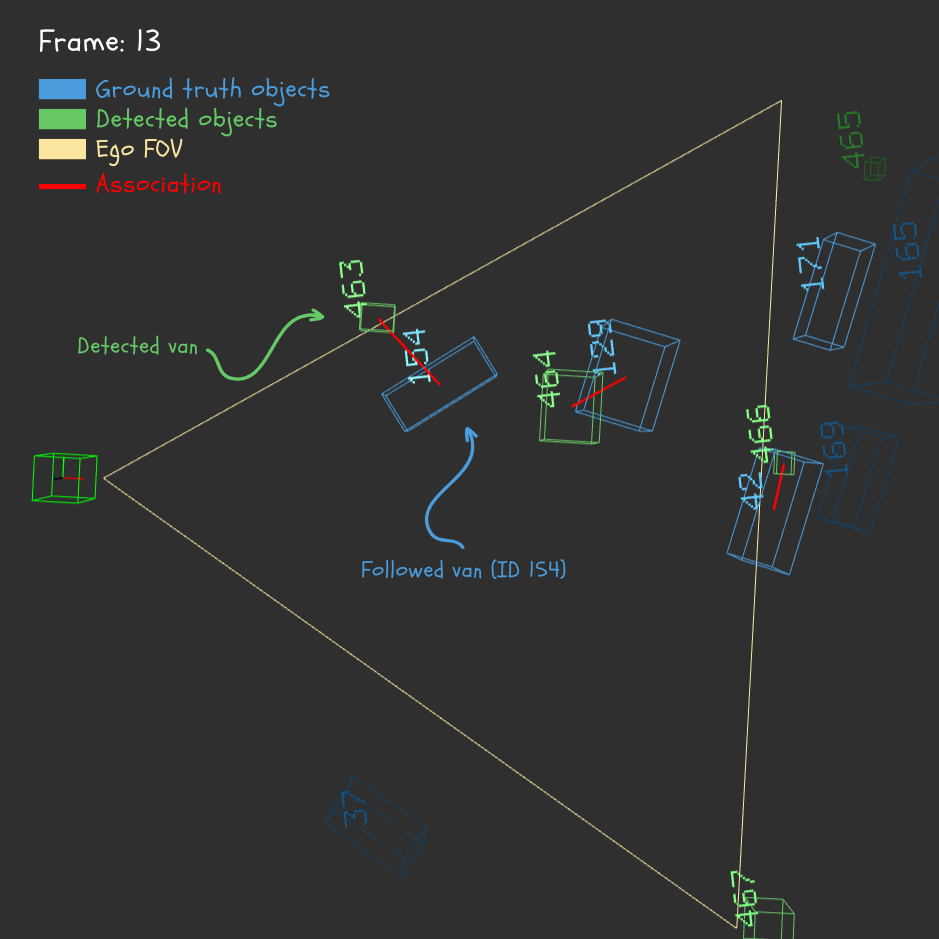 Frame: 13
Ground truth objects
Detected objects
Ego FOV
Association
465
165
171
463
154
Detected van
129
464
466
42
169
Followed van (ID 154)
37
467